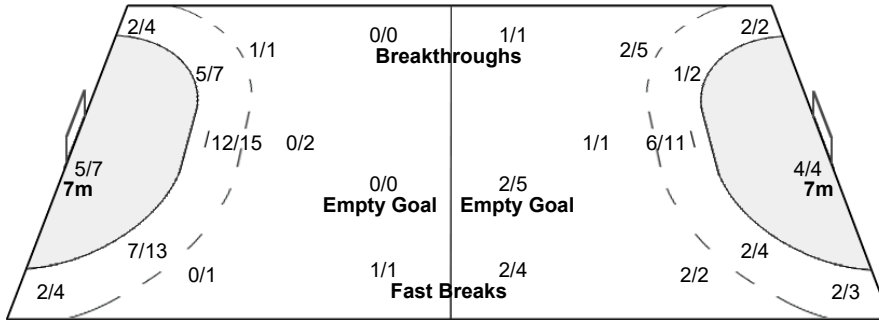 2/4 0/0 1/1 2/2
1/1 Breakthroughs 2/5
5/7 1/2
12/15 0/2 1/1 6/11
5/7 4/4
7m 7m
0/0 2/5
Empty Goal Empty Goal
7/13 2/4
0/1 1/1 2/4 2/2
2/4 Fast Breaks 2/3